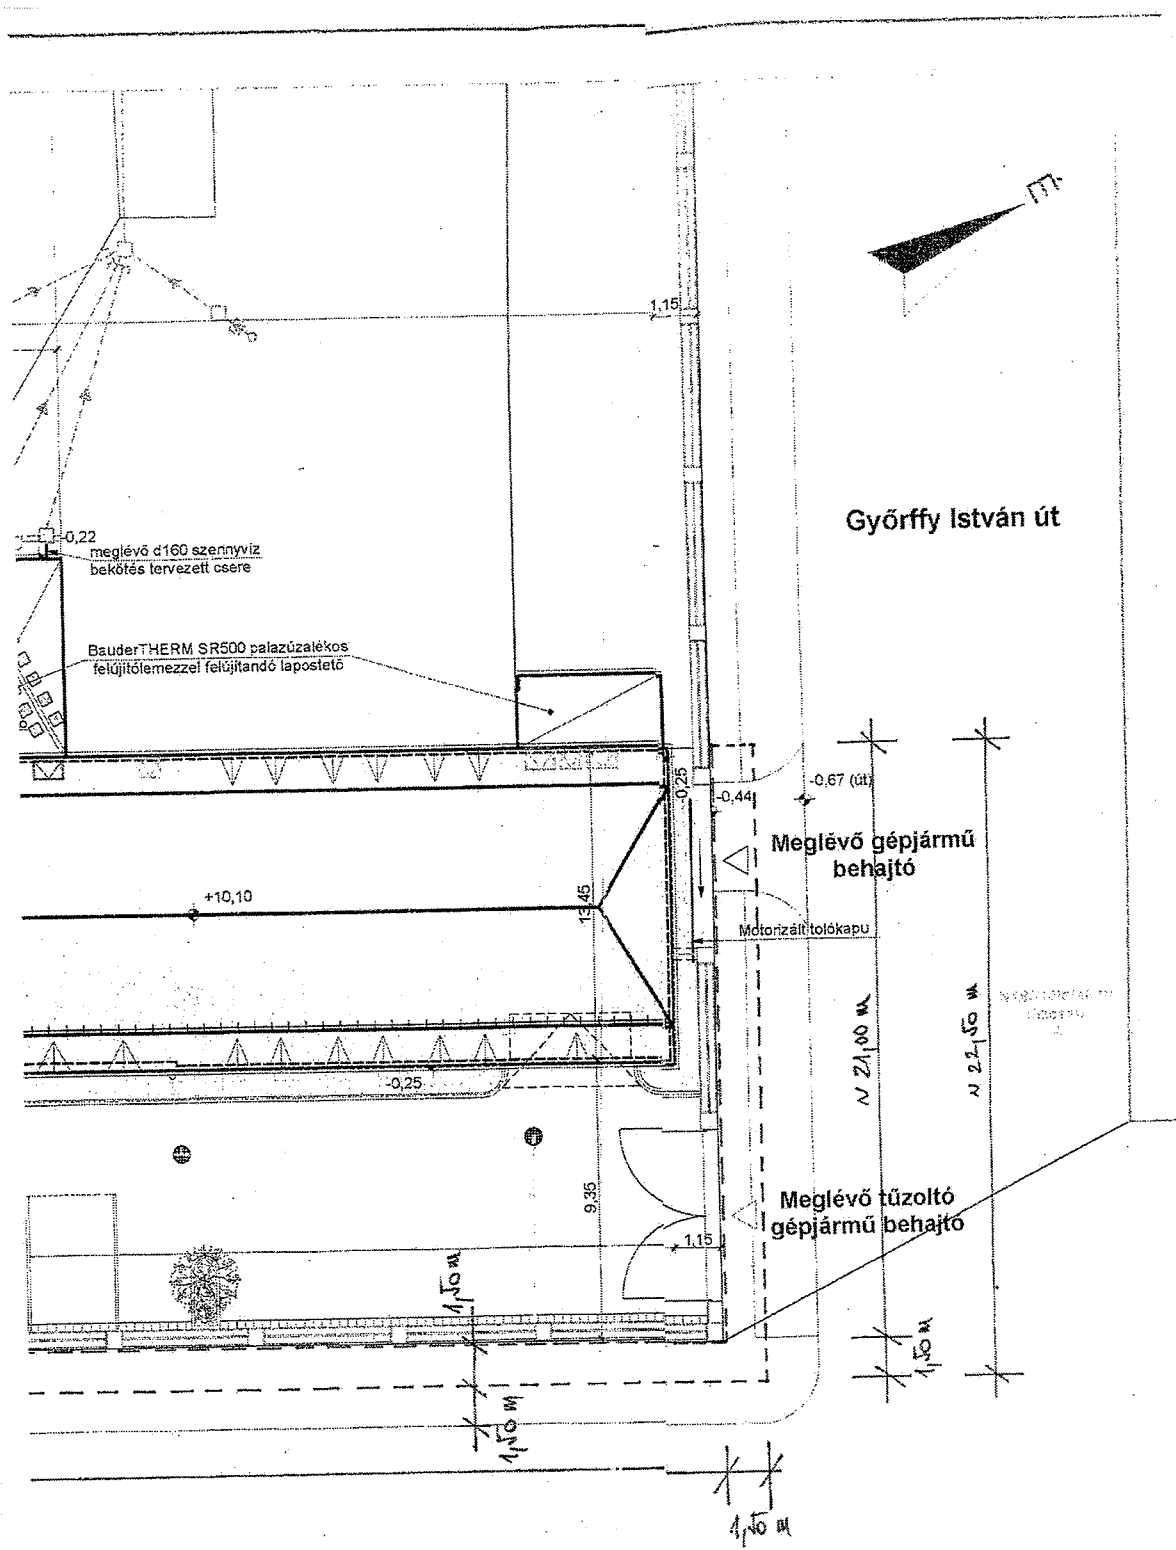 É
1,15
Győrffy István út
-0,22
meglévő d160 szennyvíz
bekötés tervezett csere
BauderTHERM SR500 palazúzalékos
felújítólemezzel felújítandó lapostető
-0,25
-0,44
-0,67 (út)
Meglévő gépjármű
behajtó
+10,10
13,45
Motorizált tolókapu
~ 21,00 m
~ 22,50 m
-0,25
9,35
Meglévő tűzoltó
gépjármű behajtó
1,15
1,50 m
1,50 m
1,50 m
1,50 m